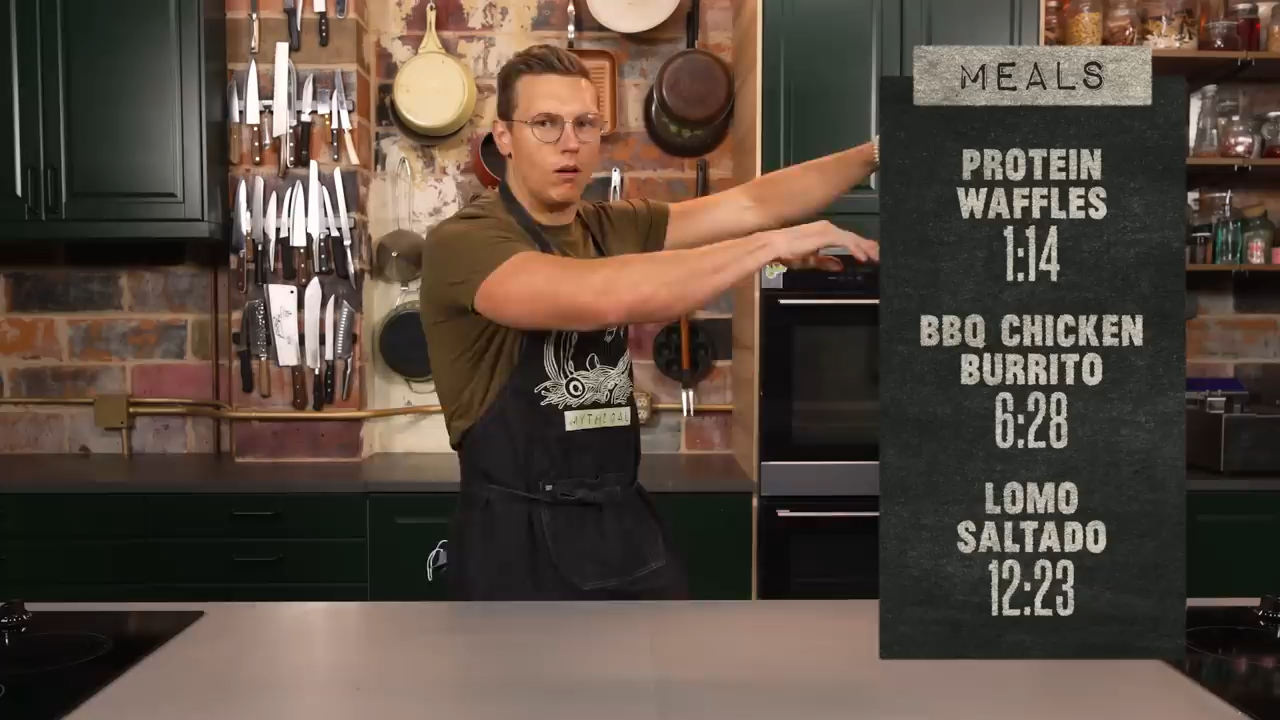 MEALS
PROTEIN
WAFFLES
1:14
BBQ CHICKEN
BURRITO
6:28
LOMO
SALTADO
12:23
MYTHICAL